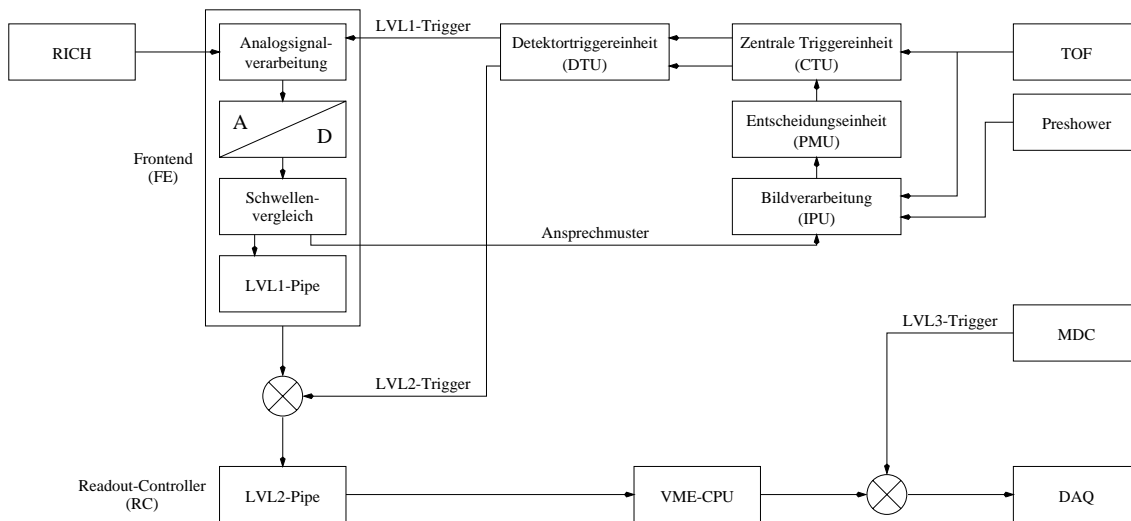 RICH
Analogsignal-
verarbeitung
LVL1-Trigger
Detektortriggereinheit
(DTU)
Zentrale Triggereinheit
(CTU)
TOF
A
D
Entscheidungseinheit
(PMU)
Preshower
Frontend
(FE)
Schwellen-
vergleich
Bildverarbeitung
(IPU)
Ansprechmuster
LVL1-Pipe
LVL3-Trigger
MDC
LVL2-Trigger
Readout-Controller
(RC)
LVL2-Pipe
VME-CPU
DAQ